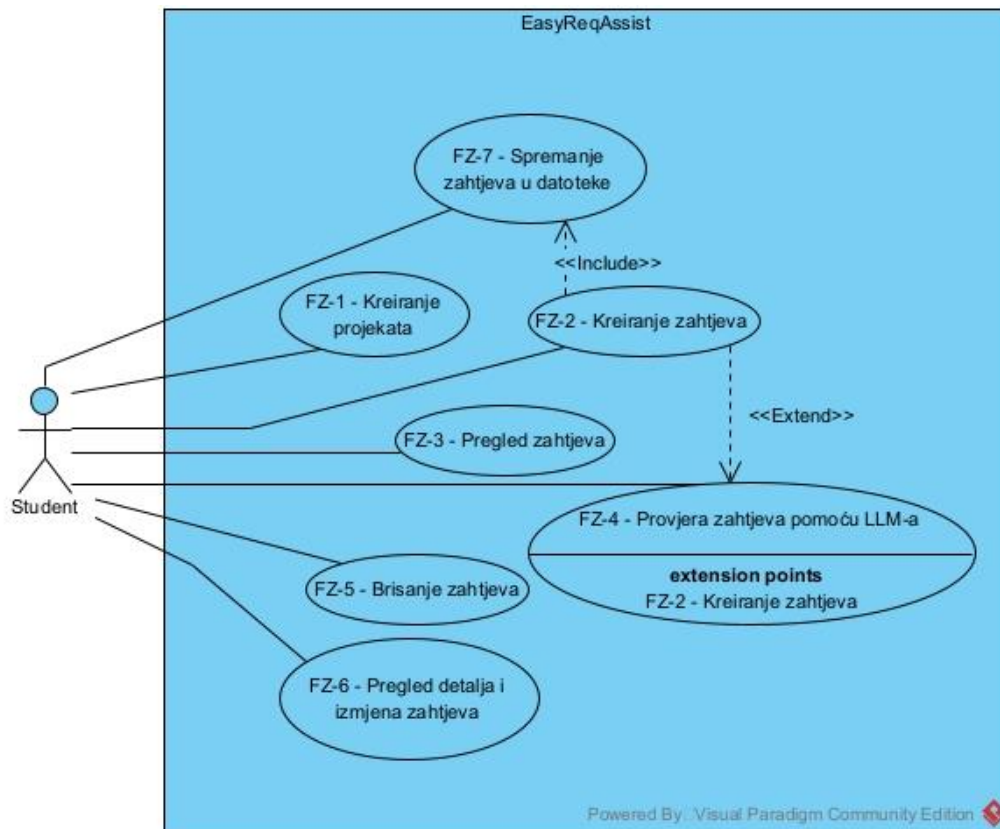 EasyReqAssist
FZ-7 - Spremanje
zahtjeva u datoteke
<<Include>>
FZ-1 - Kreiranje
projekata
FZ-2 - Kreiranje zahtjeva
<<Extend>>
FZ-3 - Pregled zahtjeva
Student
FZ-4 - Provjera zahtjeva pomoću LLM-a
extension points
FZ-2 - Kreiranje zahtjeva
FZ-5 - Brisanje zahtjeva
FZ-6 - Pregled detalja i
izmjena zahtjeva
Powered By Visual Paradigm Community Edition